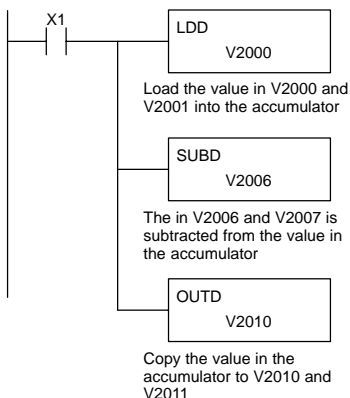 X1
LDD
V2000
Load the value in V2000 and
V2001 into the accumulator
SUBD
V2006
The in V2006 and V2007 is
subtracted from the value in
the accumulator
OUTD
V2010
Copy the value in the
accumulator to V2010 and
V2011